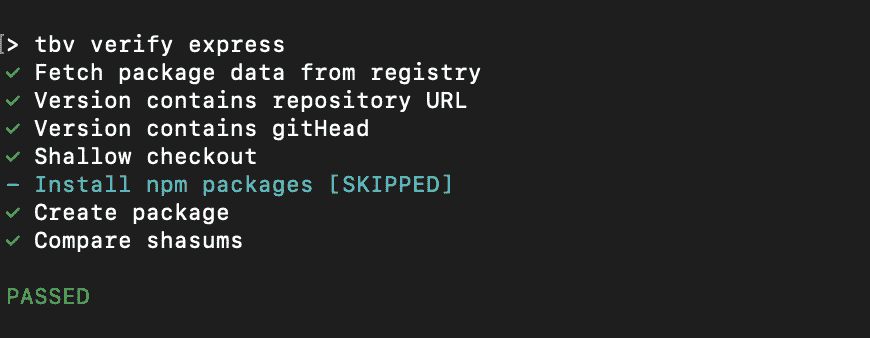 > tbv verify express
✓ Fetch package data from registry
✓ Version contains repository URL
✓ Version contains gitHead
✓ Shallow checkout
– Install npm packages [SKIPPED]
✓ Create package
✓ Compare shasums
PASSED